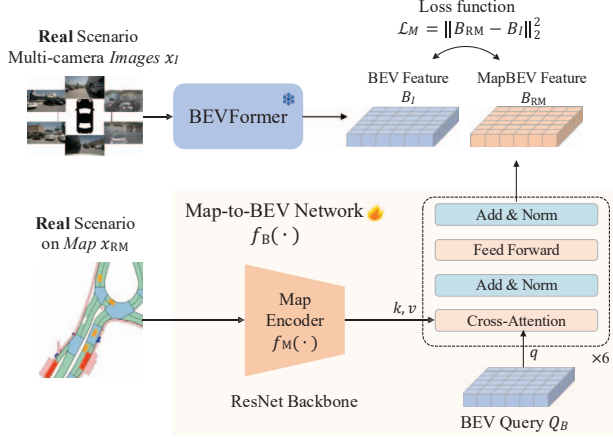 Loss function
ℒ_M = ‖B_RM − B_I‖₂²
Real Scenario
Multi-camera Images x_I
BEVFormer
BEV Feature
B_I
MapBEV Feature
B_RM
Real Scenario
on Map x_RM
Map-to-BEV Network
f_B(·)
Map
Encoder
f_M(·)
ResNet Backbone
k, v
Add & Norm
Feed Forward
Add & Norm
Cross-Attention
q
×6
BEV Query Q_B